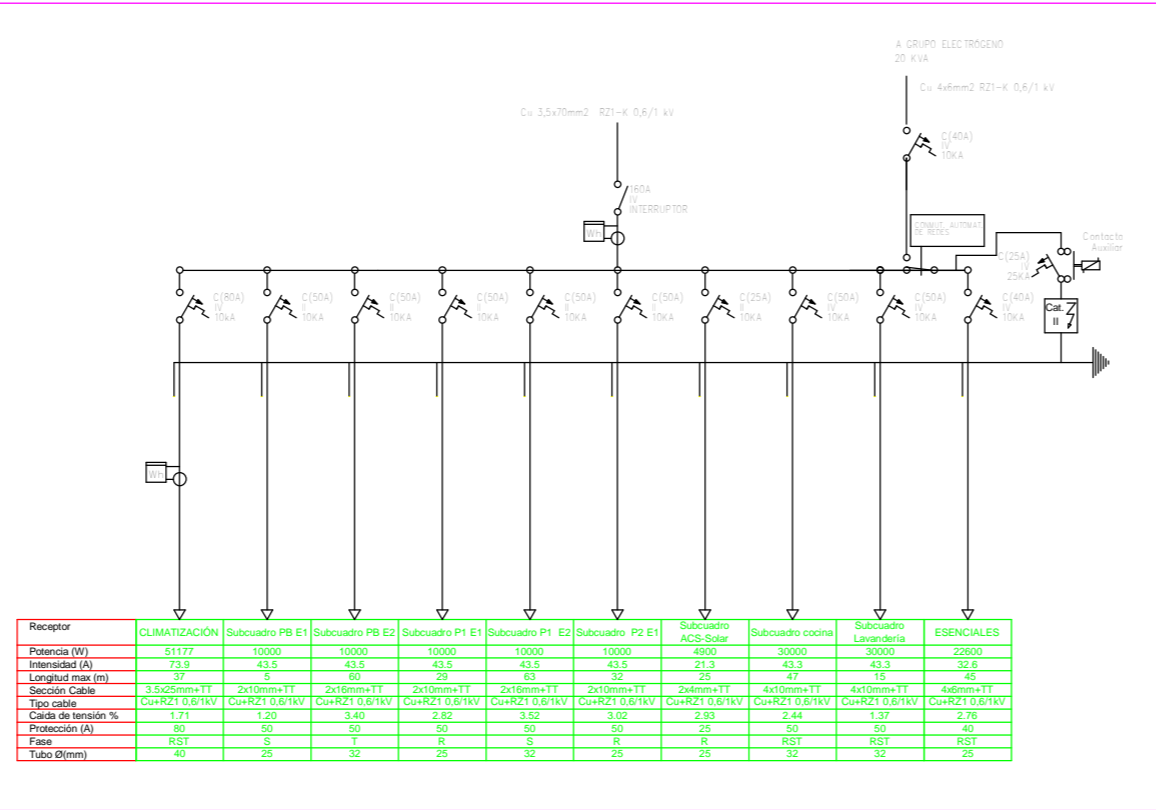 A GRUPO ELECTRÓGENO
20 KVA
Cu 4x6mm2 RZ1-K 0,6/1 kV
Cu 3,5x70mm2 RZ1-K 0,6/1 kV
C(40A)
IV
10KA
160A
IV
INTERRUPTOR
Wh
CONMUT. AUTOMAT.
DE REDES
Contacto
Auxiliar
C(25A)
IV
25KA
C(80A) C(50A) C(50A) C(50A) C(50A) C(50A) C(25A) C(50A) C(50A) C(40A)
IV II II II II II II IV IV IV
10kA 10KA 10KA 10KA 10KA 10KA 10KA 10KA 10KA 10KA
Cat.
II
Wh
Receptor CLIMATIZACIÓN Subcuadro PB E1 Subcuadro PB E2 Subcuadro P1 E1 Subcuadro P1 E2 Subcuadro P2 E1 Subcuadro ACS-Solar Subcuadro cocina Subcuadro Lavandería ESENCIALES
Potencia (W) 51177 10000 10000 10000 10000 10000 4900 30000 30000 22600
Intensidad (A) 73.9 43.5 43.5 43.5 43.5 43.5 21.3 43.3 43.3 32.6
Longitud max (m) 37 5 60 29 63 32 25 47 15 45
Sección Cable 3.5x25mm+TT 2x10mm+TT 2x16mm+TT 2x10mm+TT 2x16mm+TT 2x10mm+TT 2x4mm+TT 4x10mm+TT 4x10mm+TT 4x6mm+TT
Tipo cable Cu+RZ1 0,6/1kV Cu+RZ1 0,6/1kV Cu+RZ1 0,6/1kV Cu+RZ1 0,6/1kV Cu+RZ1 0,6/1kV Cu+RZ1 0,6/1kV Cu+RZ1 0,6/1kV Cu+RZ1 0,6/1kV Cu+RZ1 0,6/1kV Cu+RZ1 0,6/1kV
Caida de tensión % 1.71 1.20 3.40 2.82 3.52 3.02 2.93 2.44 1.37 2.76
Protección (A) 80 50 50 50 50 50 25 50 50 40
Fase RST S T R S R R RST RST RST
Tubo Ø(mm) 40 25 32 25 32 25 25 32 32 25